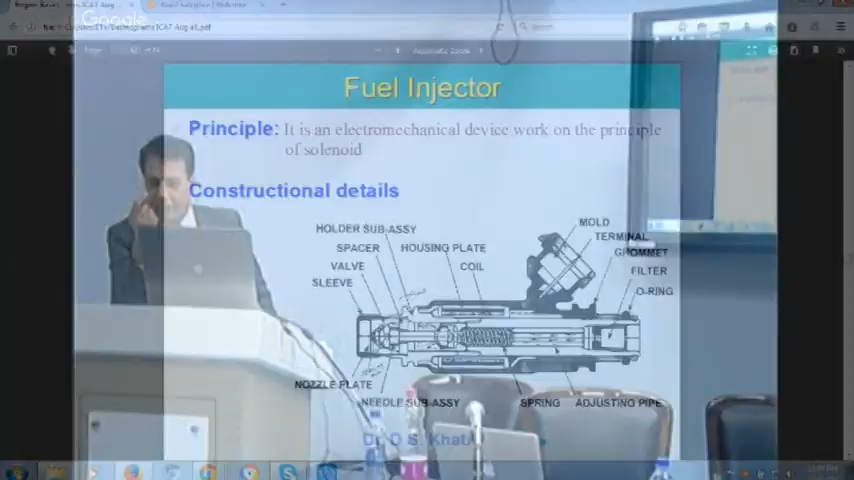 Google
Fuel Injector
Principle: It is an electromechanical device work on the principle
of solenoid
Constructional details
HOLDER SUB-ASSY
SPACER
HOUSING PLATE
VALVE
COIL
SLEEVE
MOLD
TERMINAL
GROMMET
FILTER
O-RING
NOZZLE PLATE
NEEDLE SUB-ASSY
SPRING
ADJUSTING PIPE